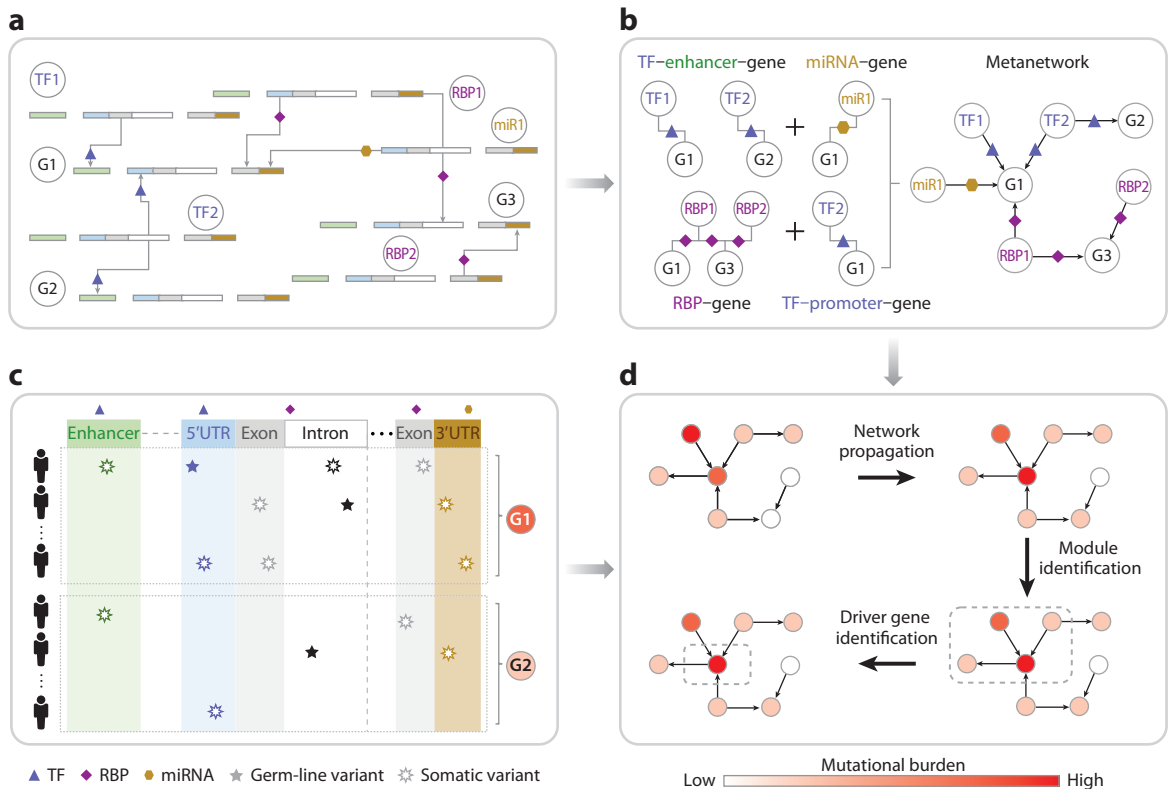 a
TF1
RBP1
miR1
G1
G3
TF2
RBP2
G2
b
TF–enhancer–gene
miRNA–gene
Metanetwork
TF1
TF2
miR1
TF1
TF2
G2
G1
G2
G1
miR1
G1
RBP2
RBP1
RBP2
TF2
G1
G3
G1
RBP1
G3
RBP–gene
TF–promoter–gene
c
Enhancer
5′UTR
Exon
Intron
Exon
3′UTR
G1
G2
TF
RBP
miRNA
Germ-line variant
Somatic variant
d
Network
propagation
Module
identification
Driver gene
identification
Mutational burden
Low
High